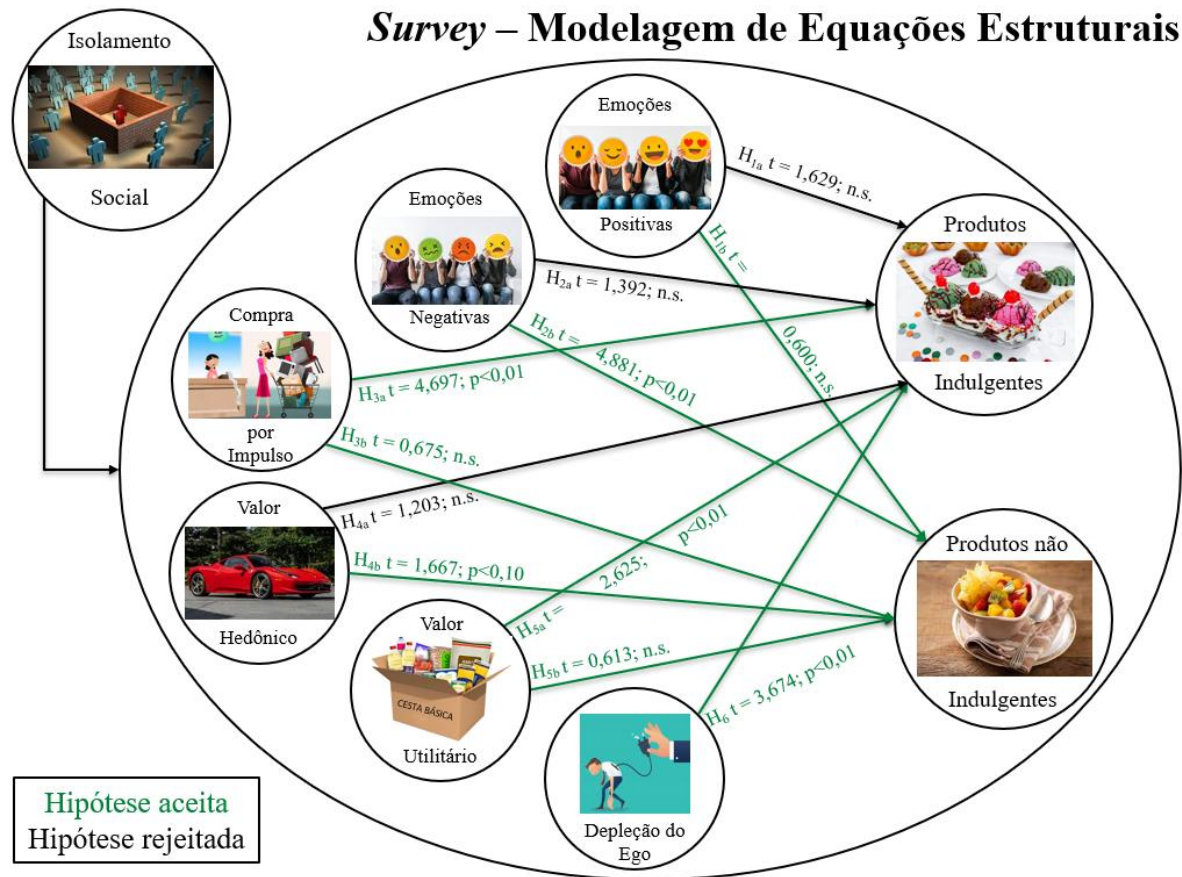 Survey – Modelagem de Equações Estruturais
Isolamento
Social
Emoções
Positivas
H1a t = 1,629; n.s.
H1b t = 0,600; n.s.
Emoções
Negativas
H2a t = 1,392; n.s.
H2b t = 4,881; p<0,01
Produtos
Indulgentes
Compra
por
Impulso
H3a t = 4,697; p<0,01
H3b t = 0,675; n.s.
Valor
Hedônico
H4a t = 1,203; n.s.
H4b t = 1,667; p<0,10
Produtos não
Indulgentes
Valor
CESTA BÁSICA
Utilitário
H5a t = 2,625; p<0,01
H5b t = 0,613; n.s.
H6 t = 3,674; p<0,01
Depleção do
Ego
Hipótese aceita
Hipótese rejeitada